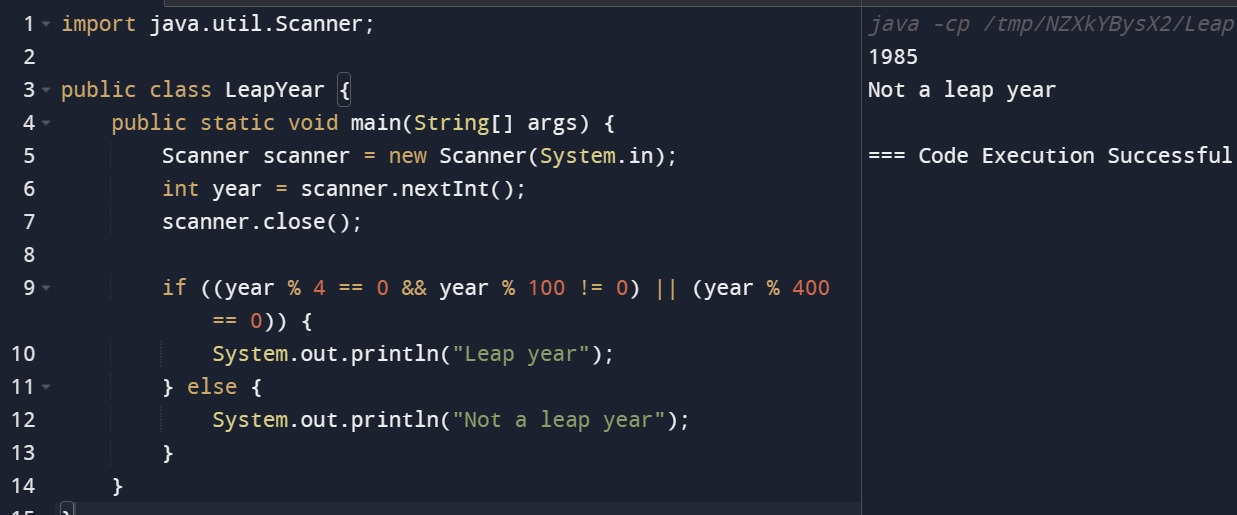 1 import java.util.Scanner;
2
3 public class LeapYear {
4 public static void main(String[] args) {
5 Scanner scanner = new Scanner(System.in);
6 int year = scanner.nextInt();
7 scanner.close();
8
9 if ((year % 4 == 0 && year % 100 != 0) || (year % 400
== 0)) {
10 System.out.println("Leap year");
11 } else {
12 System.out.println("Not a leap year");
13 }
14 }
15 }
java -cp /tmp/NZXkYBysX2/Leap
1985
Not a leap year
=== Code Execution Successful